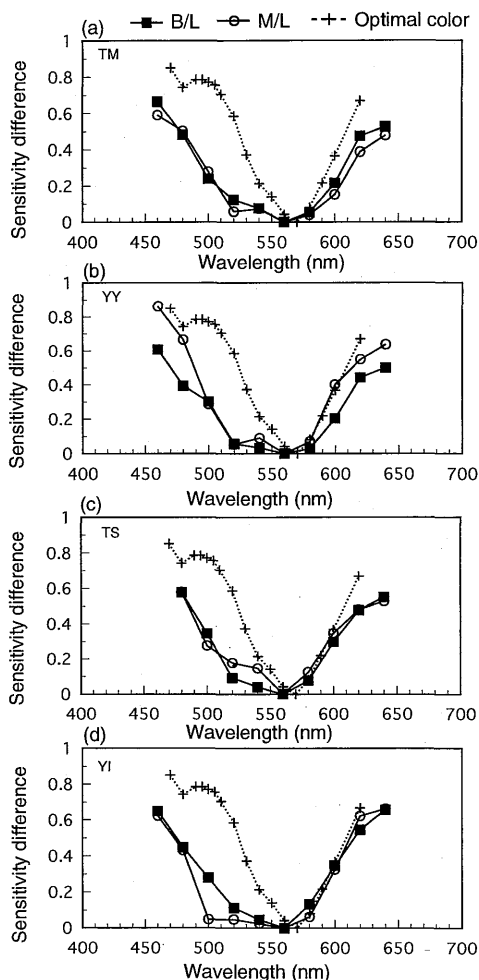 B/L M/L Optimal color
(a)
TM
Sensitivity difference
1
0.8
0.6
0.4
0.2
0
400 450 500 550 600 650 700
Wavelength (nm)
(b)
YY
Sensitivity difference
1
0.8
0.6
0.4
0.2
0
400 450 500 550 600 650 700
Wavelength (nm)
(c)
TS
Sensitivity difference
1
0.8
0.6
0.4
0.2
0
400 450 500 550 600 650 700
Wavelength (nm)
(d)
YI
Sensitivity difference
1
0.8
0.6
0.4
0.2
0
400 450 500 550 600 650 700
Wavelength (nm)